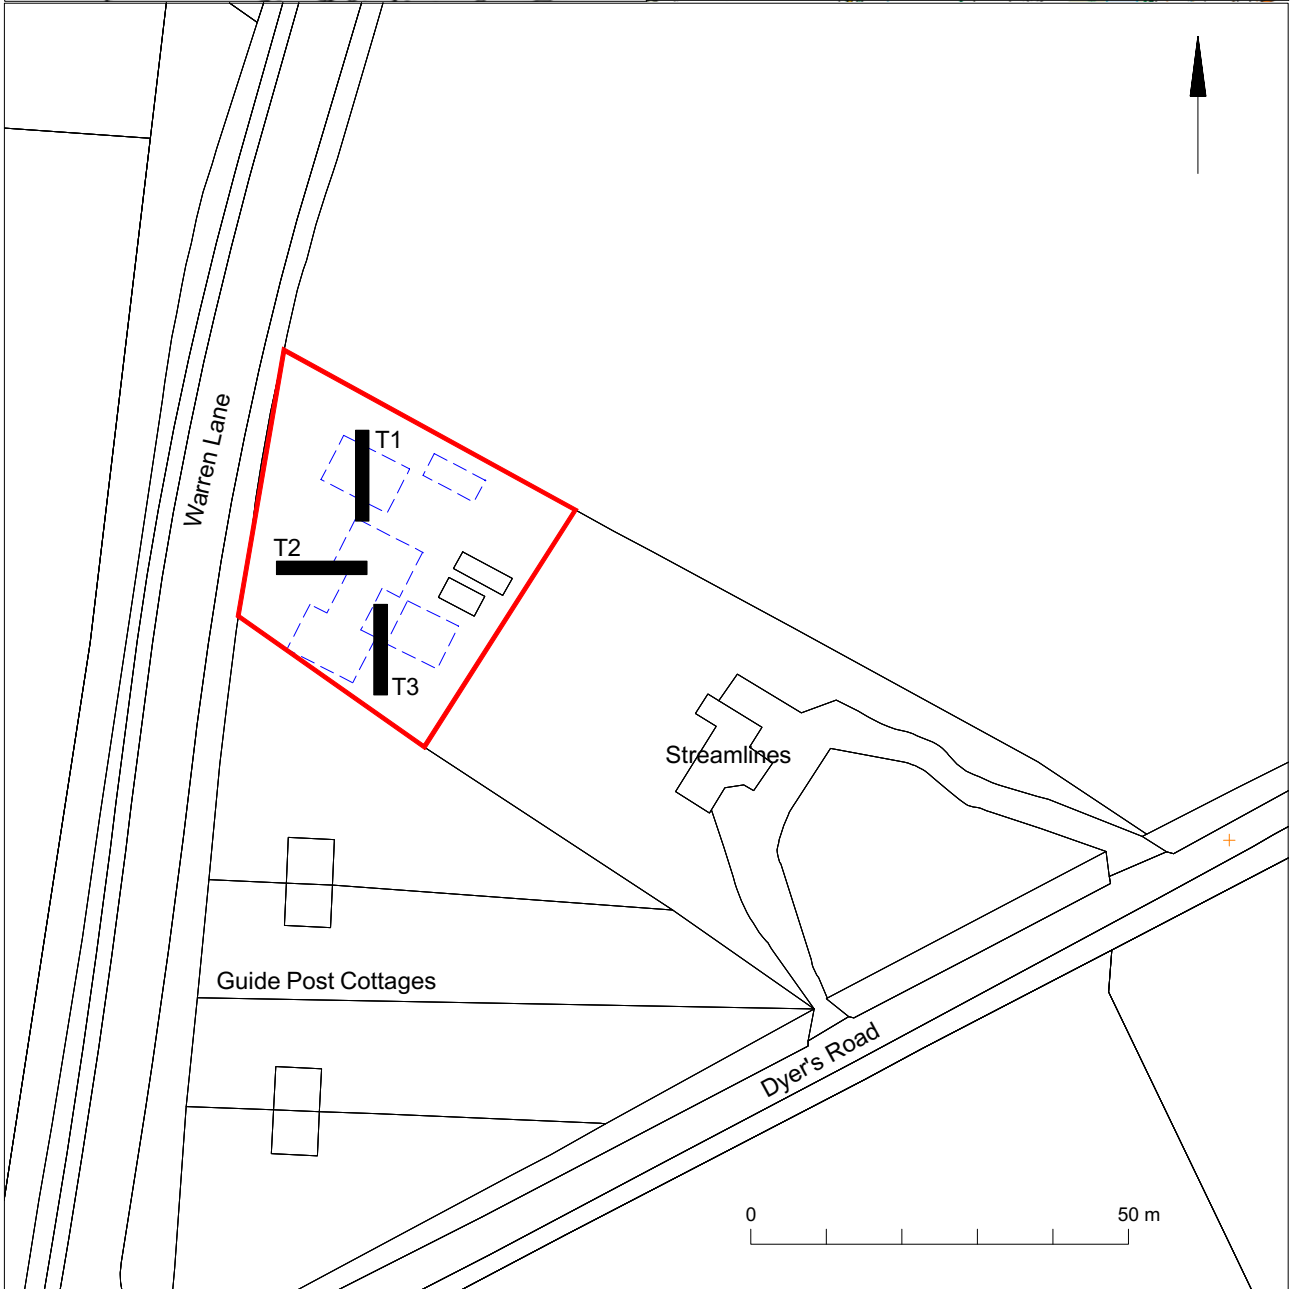 Warren Lane
T1
T2
T3
Streamlines
Guide Post Cottages
Dyer's Road
0
50 m